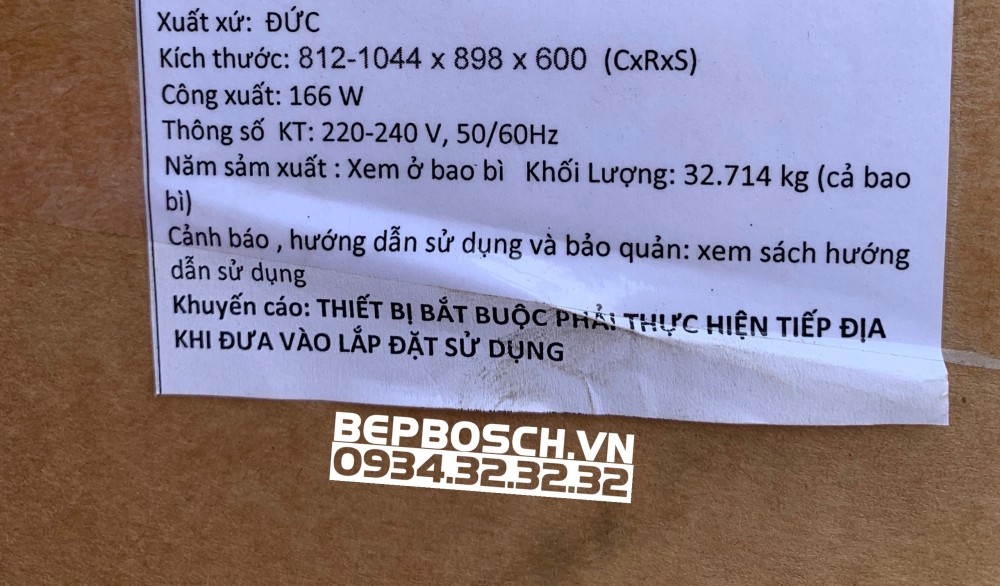 Xuất xứ: ĐỨC
Kích thước: 812-1044 x 898 x 600 (CxRxS)
Công xuất: 166 W
Thông số KT: 220-240 V, 50/60Hz
Năm sảm xuất : Xem ở bao bì Khối Lượng: 32.714 kg (cả bao
bì)
Cảnh báo , hướng dẫn sử dụng và bảo quản: xem sách hướng
dẫn sử dụng
Khuyến cáo: THIẾT BỊ BẮT BUỘC PHẢI THỰC HIỆN TIẾP ĐỊA
KHI ĐƯA VÀO LẮP ĐẶT SỬ DỤNG
BEPBOSCH.VN
0934.32.32.32